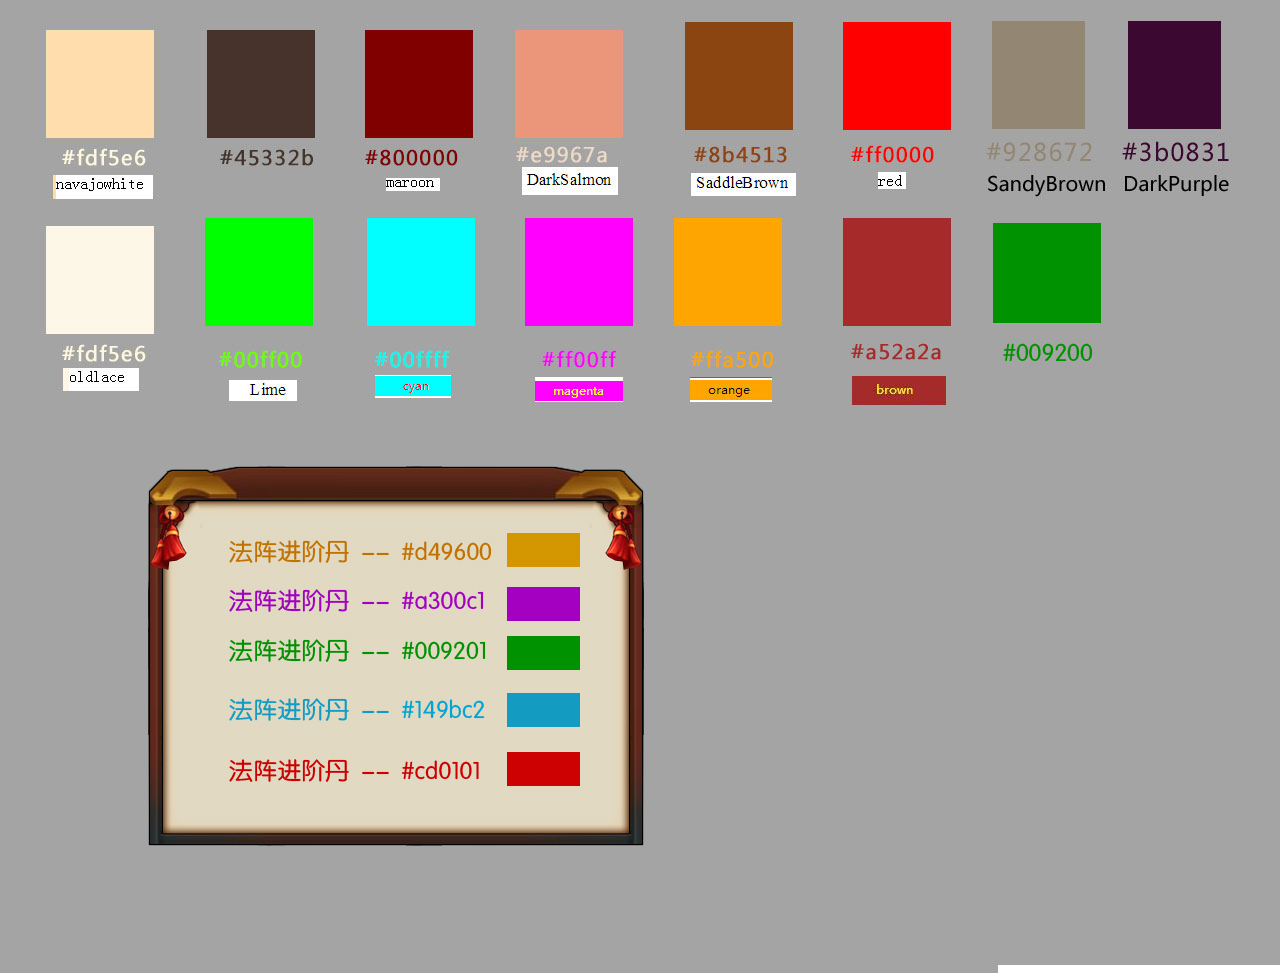 #fdf5e6 #45332b #800000 #e9967a #8b4513 #ff0000 #928672 #3b0831
navajowhite maroon DarkSalmon SaddleBrown red SandyBrown DarkPurple
#fdf5e6 #00ff00 #00ffff #ff00ff #ffa500 #a52a2a #009200
oldlace Lime cyan magenta orange brown
法阵进阶丹 -- #d49600
法阵进阶丹 -- #a300c1
法阵进阶丹 -- #009201
法阵进阶丹 -- #149bc2
法阵进阶丹 -- #cd0101